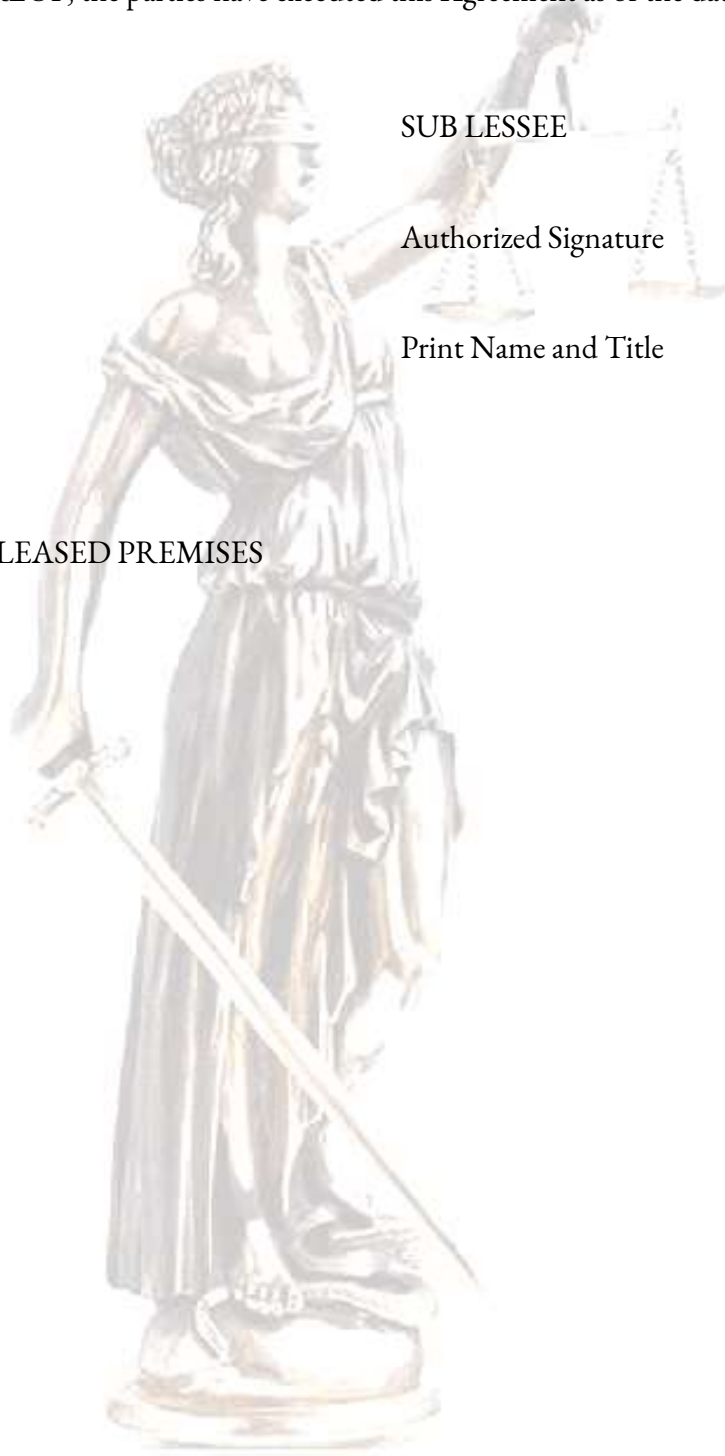 the parties have executed this Agreement as of the
SUB LESSEE
Authorized Signature
Print Name and Title
LEASED PREMISES